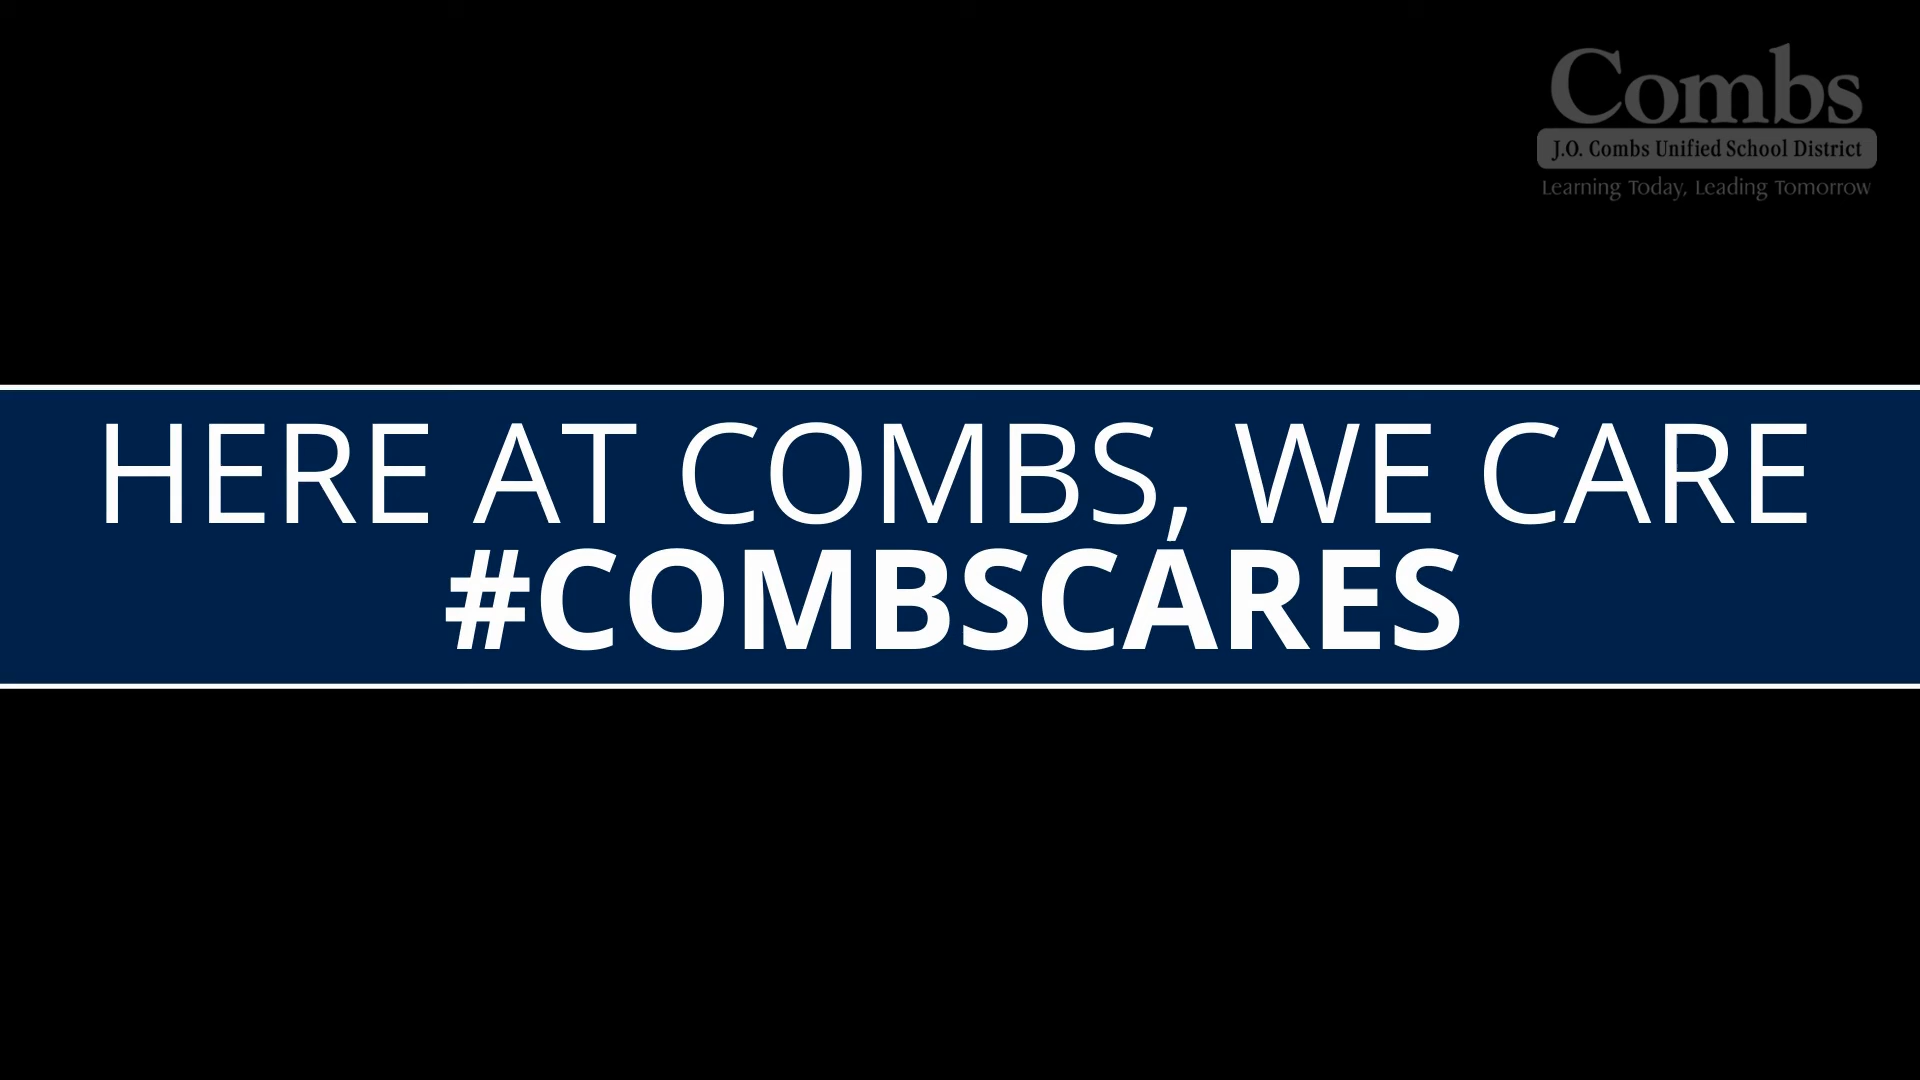 Combs
J.O. Combs Unified School District
Learning Today, Leading Tomorrow
HERE AT COMBS, WE CARE
#COMBSCARES